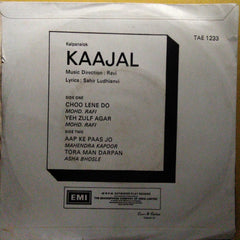 TAE 1233
Kalpanalok
KAAJAL
Music Direction : Ravi
Lyrics : Sahir Ludhianvi
SIDE ONE
CHOO LENE DO
MOHD. RAFI
YEH ZULF AGAR
MOHD. RAFI
SIDE TWO
AAP KE PAAS JO
MAHENDRA KAPOOR
TORA MAN DARPAN
ASHA BHOSLE
EMI